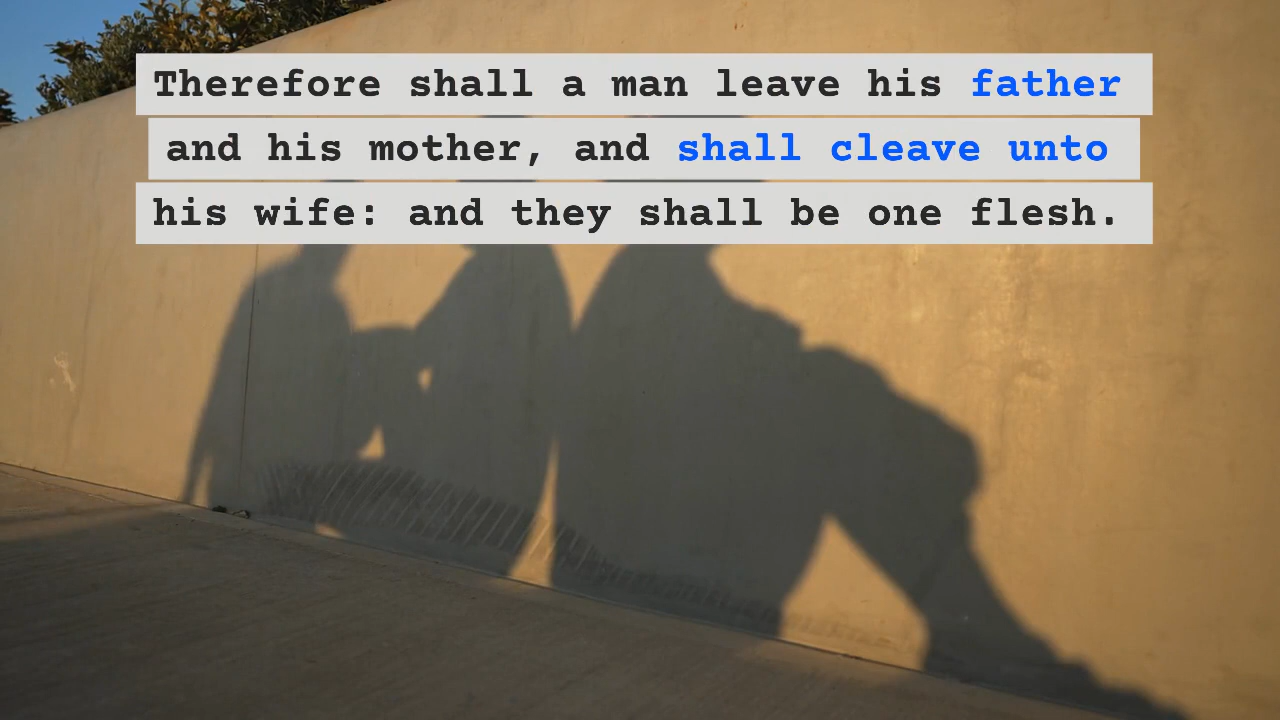 Therefore shall a man leave his father
and his mother, and shall cleave unto
his wife: and they shall be one flesh.